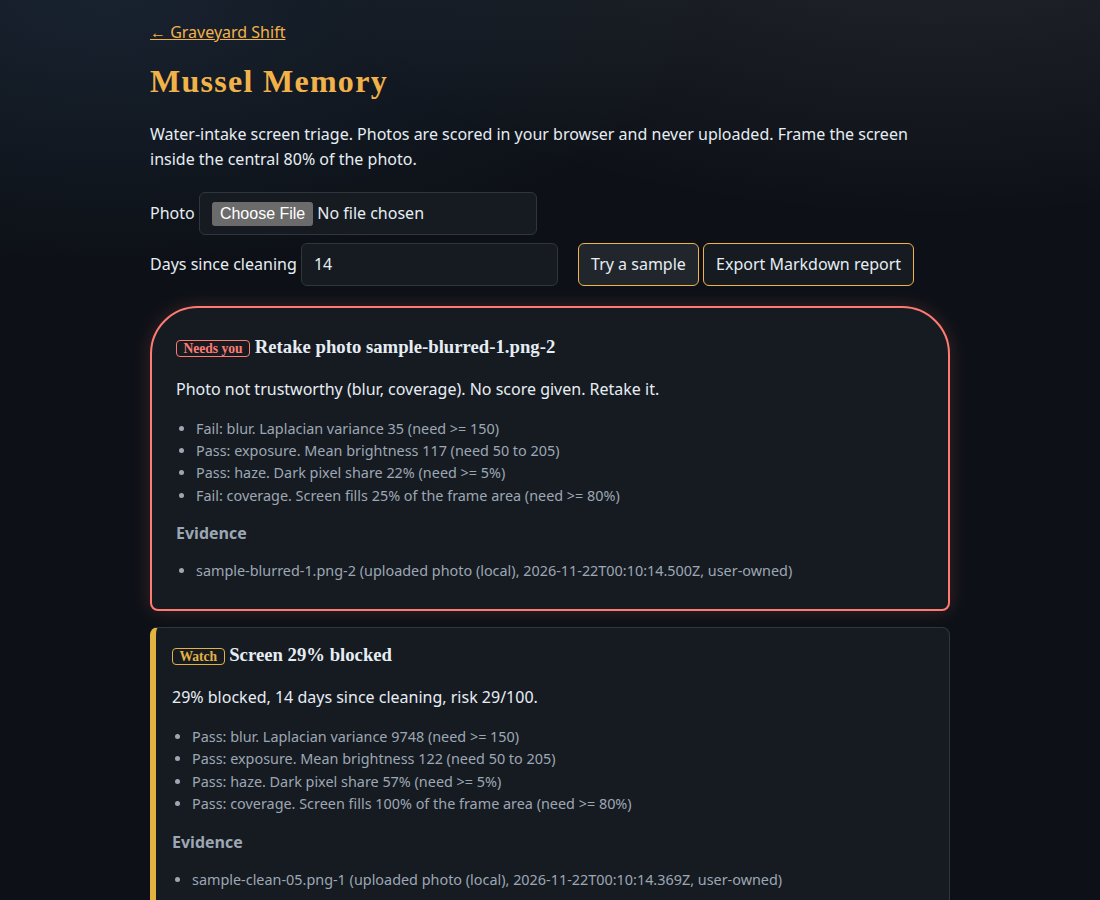 ← Graveyard Shift
Mussel Memory
Water-intake screen triage. Photos are scored in your browser and never uploaded. Frame the screen
inside the central 80% of the photo.
Photo Choose File No file chosen
Days since cleaning 14 Try a sample Export Markdown report
Needs you Retake photo sample-blurred-1.png-2
Photo not trustworthy (blur, coverage). No score given. Retake it.
• Fail: blur. Laplacian variance 35 (need >= 150)
• Pass: exposure. Mean brightness 117 (need 50 to 205)
• Pass: haze. Dark pixel share 22% (need >= 5%)
• Fail: coverage. Screen fills 25% of the frame area (need >= 80%)
Evidence
• sample-blurred-1.png-2 (uploaded photo (local), 2026-11-22T00:10:14.500Z, user-owned)
Watch Screen 29% blocked
29% blocked, 14 days since cleaning, risk 29/100.
• Pass: blur. Laplacian variance 9748 (need >= 150)
• Pass: exposure. Mean brightness 122 (need 50 to 205)
• Pass: haze. Dark pixel share 57% (need >= 5%)
• Pass: coverage. Screen fills 100% of the frame area (need >= 80%)
Evidence
• sample-clean-05.png-1 (uploaded photo (local), 2026-11-22T00:10:14.369Z, user-owned)